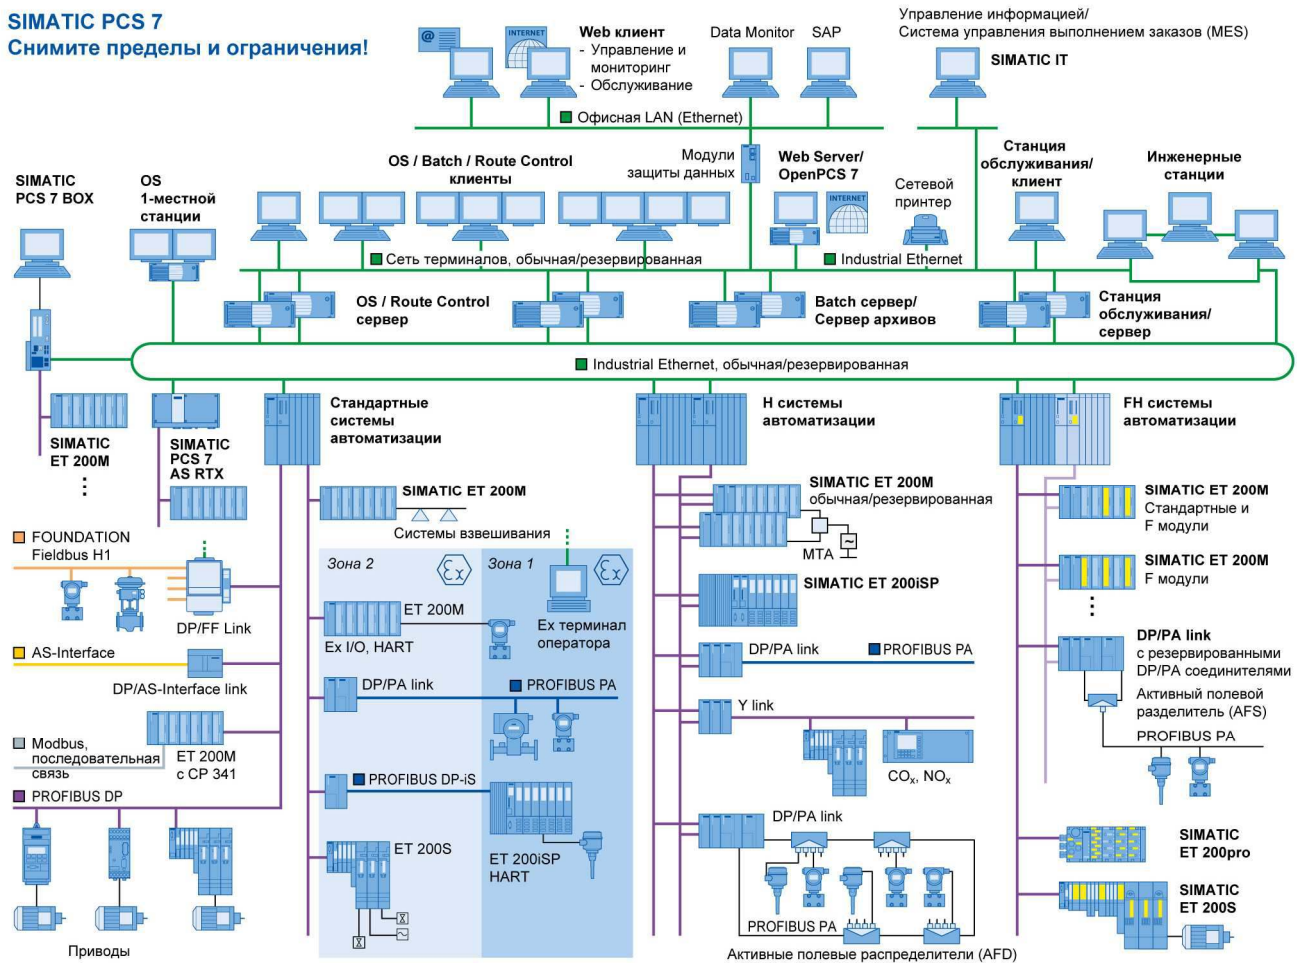 SIMATIC PCS 7
Снимите пределы и ограничения!
@
INTERNET
Web клиент
- Управление и
мониторинг
- Обслуживание
Data Monitor
SAP
Управление информацией/
Система управления выполнением заказов (MES)
SIMATIC IT
Офисная LAN (Ethernet)
SIMATIC
PCS 7 BOX
OS
1-местной
станции
OS / Batch / Route Control
клиенты
Модули
защиты данных
Web Server/
OpenPCS 7
INTERNET
Сетевой
принтер
Станция
обслуживания/
клиент
Инженерные
станции
Сеть терминалов, обычная/резервированная
Industrial Ethernet
OS / Route Control
сервер
Batch сервер/
Сервер архивов
Станция
обслуживания/
сервер
Industrial Ethernet, обычная/резервированная
SIMATIC
ET 200M
SIMATIC
PCS 7
AS RTX
Стандартные
системы
автоматизации
H системы
автоматизации
FH системы
автоматизации
FOUNDATION
Fieldbus H1
DP/FF Link
AS-Interface
DP/AS-Interface link
Modbus,
последовательная
связь
ET 200M
с CP 341
PROFIBUS DP
Приводы
SIMATIC ET 200M
Системы взвешивания
Зона 2
Ex
Зона 1
Ex
ET 200M
Ex I/O, HART
Ex терминал
оператора
DP/PA link
PROFIBUS PA
PROFIBUS DP-iS
ET 200S
ET 200iSP
HART
SIMATIC ET 200M
обычная/резервированная
MTA
~
SIMATIC ET 200iSP
DP/PA link
PROFIBUS PA
Y link
COx, NOx
DP/PA link
PROFIBUS PA
Активные полевые распределители (AFD)
SIMATIC ET 200M
Стандартные и
F модули
SIMATIC ET 200M
F модули
DP/PA link
с резервированными
DP/PA соединителями
Активный полевой
разделитель (AFS)
PROFIBUS PA
SIMATIC
ET 200pro
SIMATIC
ET 200S